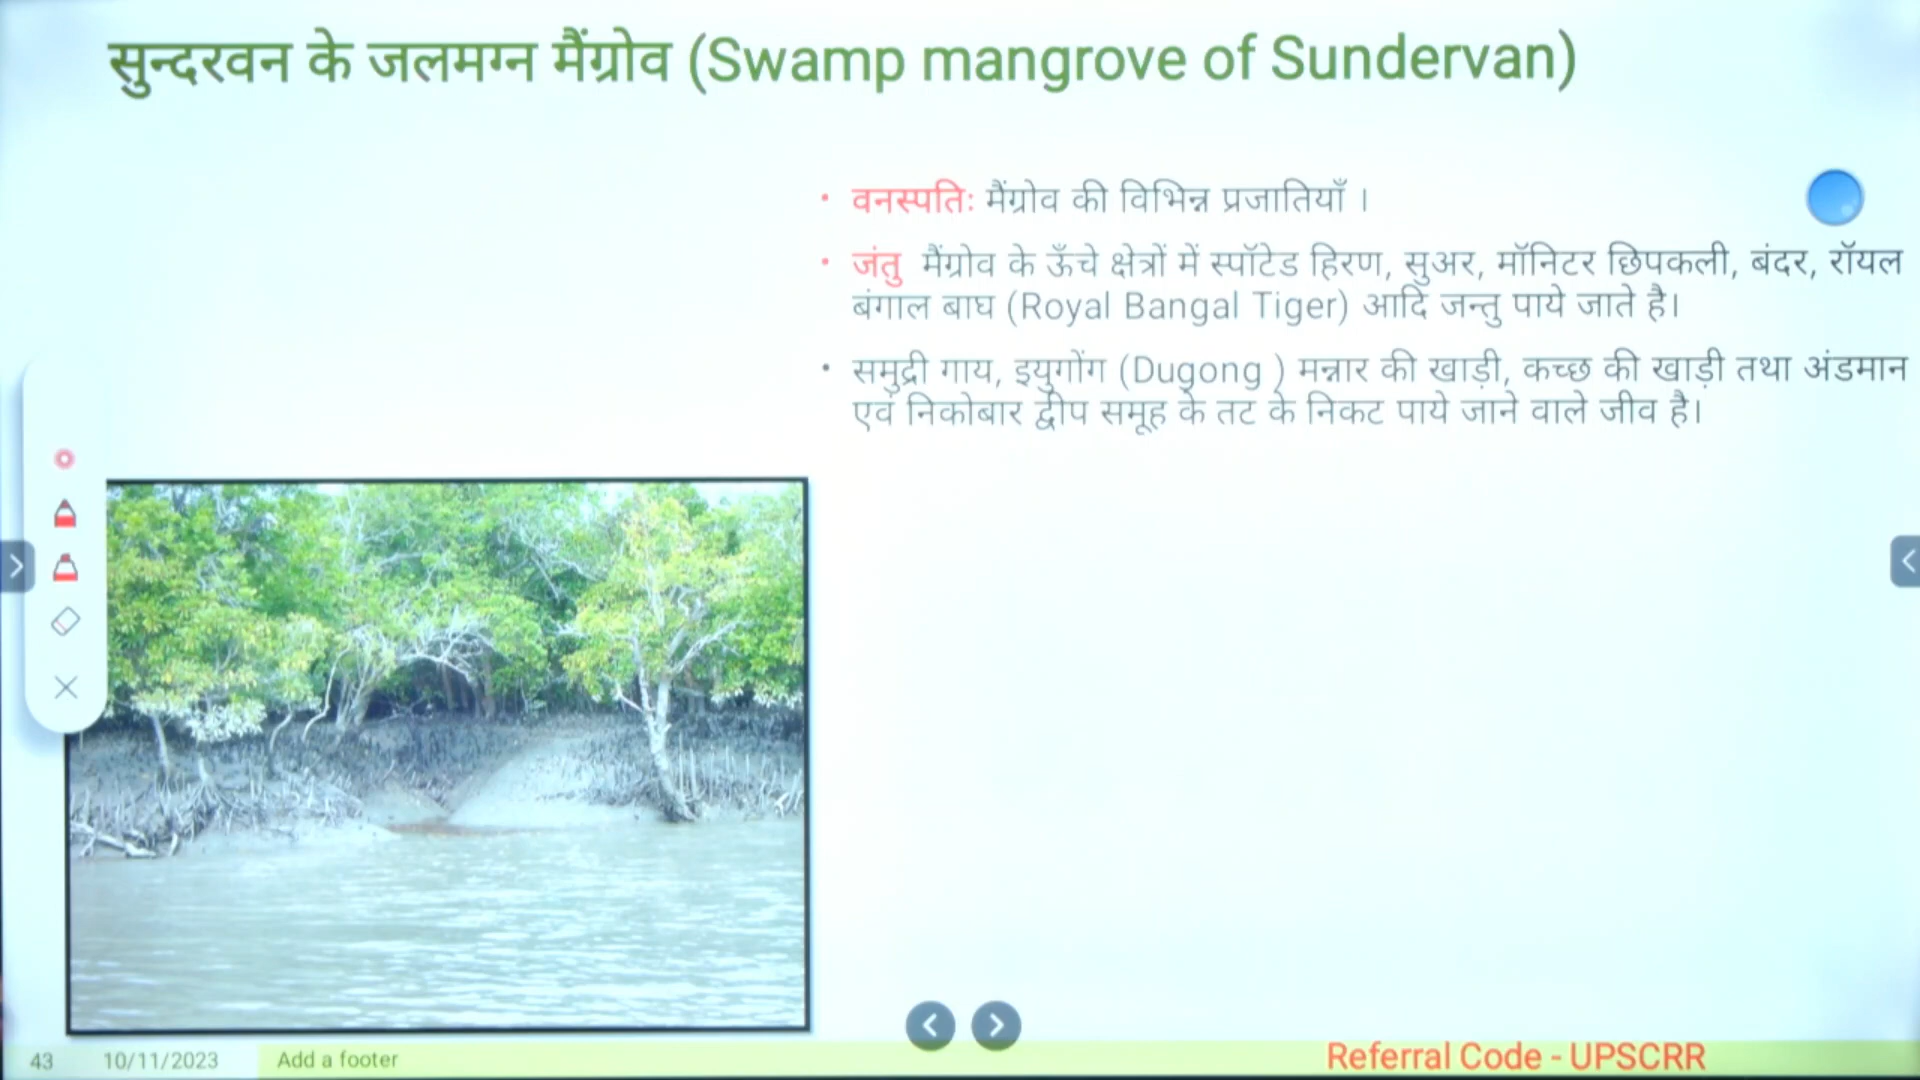 सुन्दरवन के जलमग्न मैंग्रोव (Swamp mangrove of Sundervan)
• वनस्पतिः मैंग्रोव की विभिन्न प्रजातियाँ ।
• जंतु मैंग्रोव के ऊँचे क्षेत्रों में स्पॉटेड हिरण, सुअर, मॉनिटर छिपकली, बंदर, रॉयल
बंगाल बाघ (Royal Bangal Tiger) आदि जन्तु पाये जाते है।
• समुद्री गाय, इयुगोंग (Dugong ) मन्नार की खाड़ी, कच्छ की खाड़ी तथा अंडमान
एवं निकोबार द्वीप समूह के तट के निकट पाये जाने वाले जीव है।
43 10/11/2023 Add a footer
Referral Code - UPSCRR